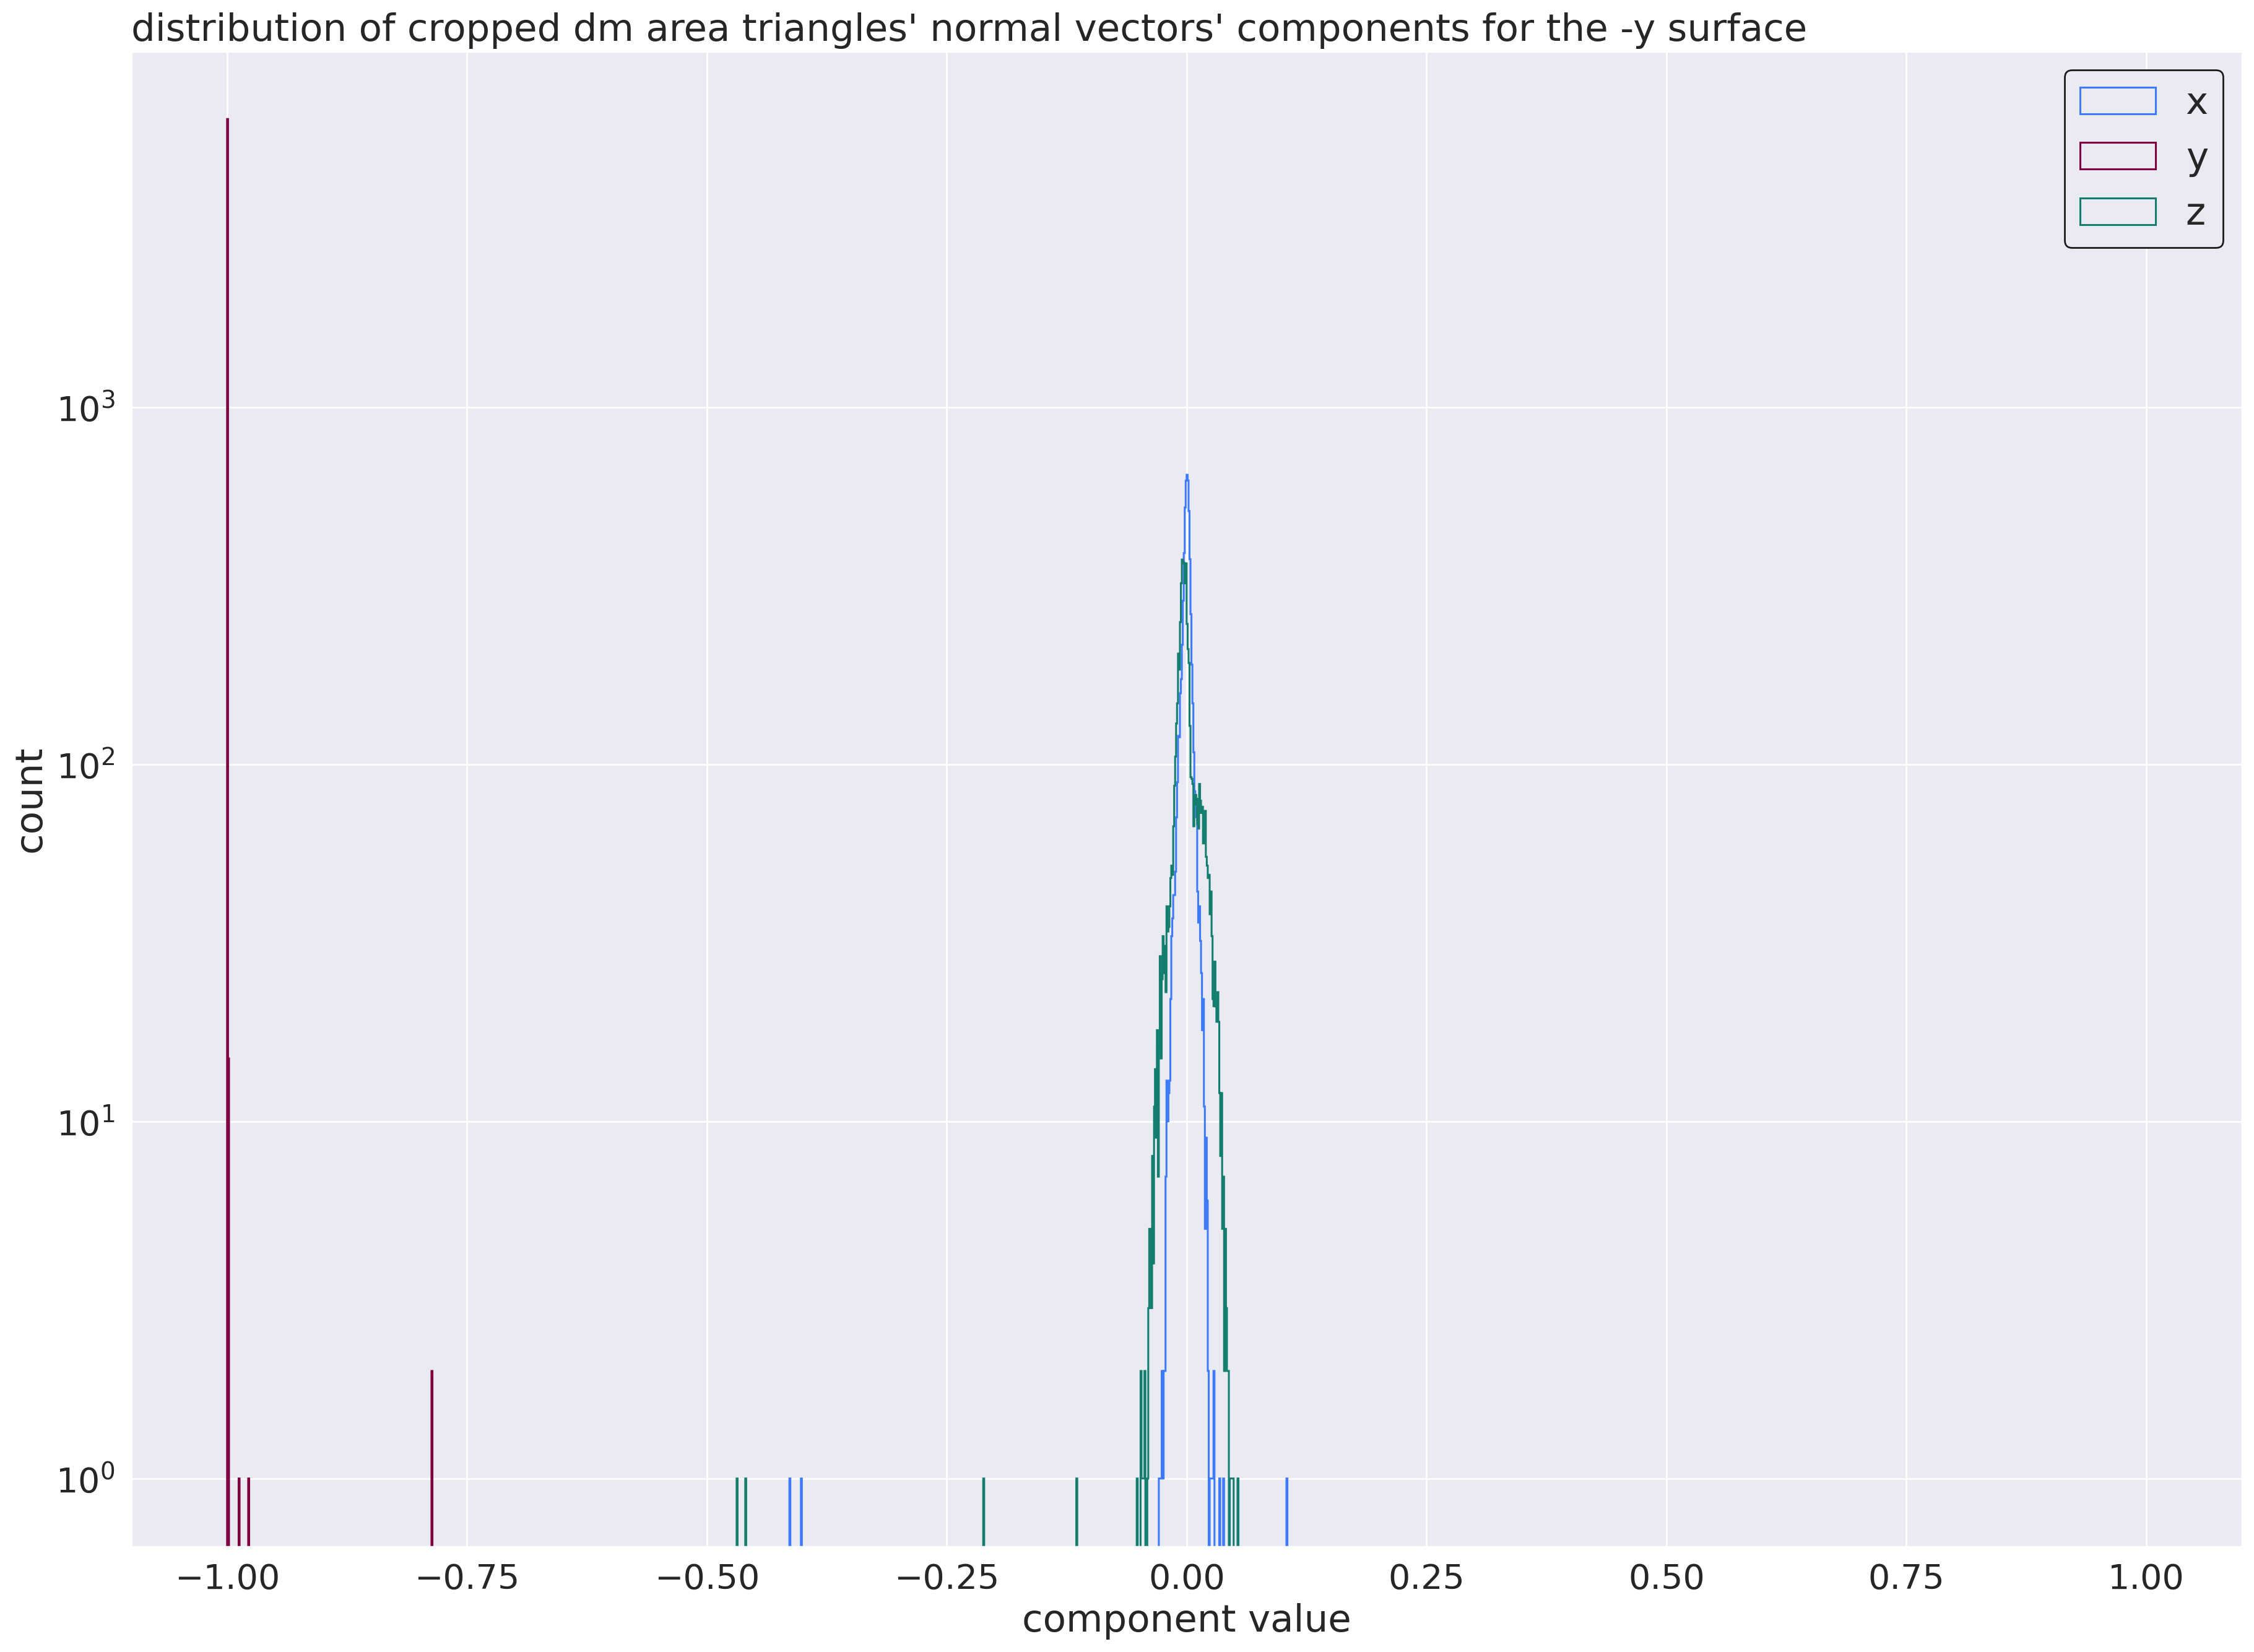 distribution of cropped dm area triangles' normal vectors' components for the -y surface
x
y
z
10³
10²
10¹
10⁰
count
−1.00 −0.75 −0.50 −0.25 0.00 0.25 0.50 0.75 1.00
component value